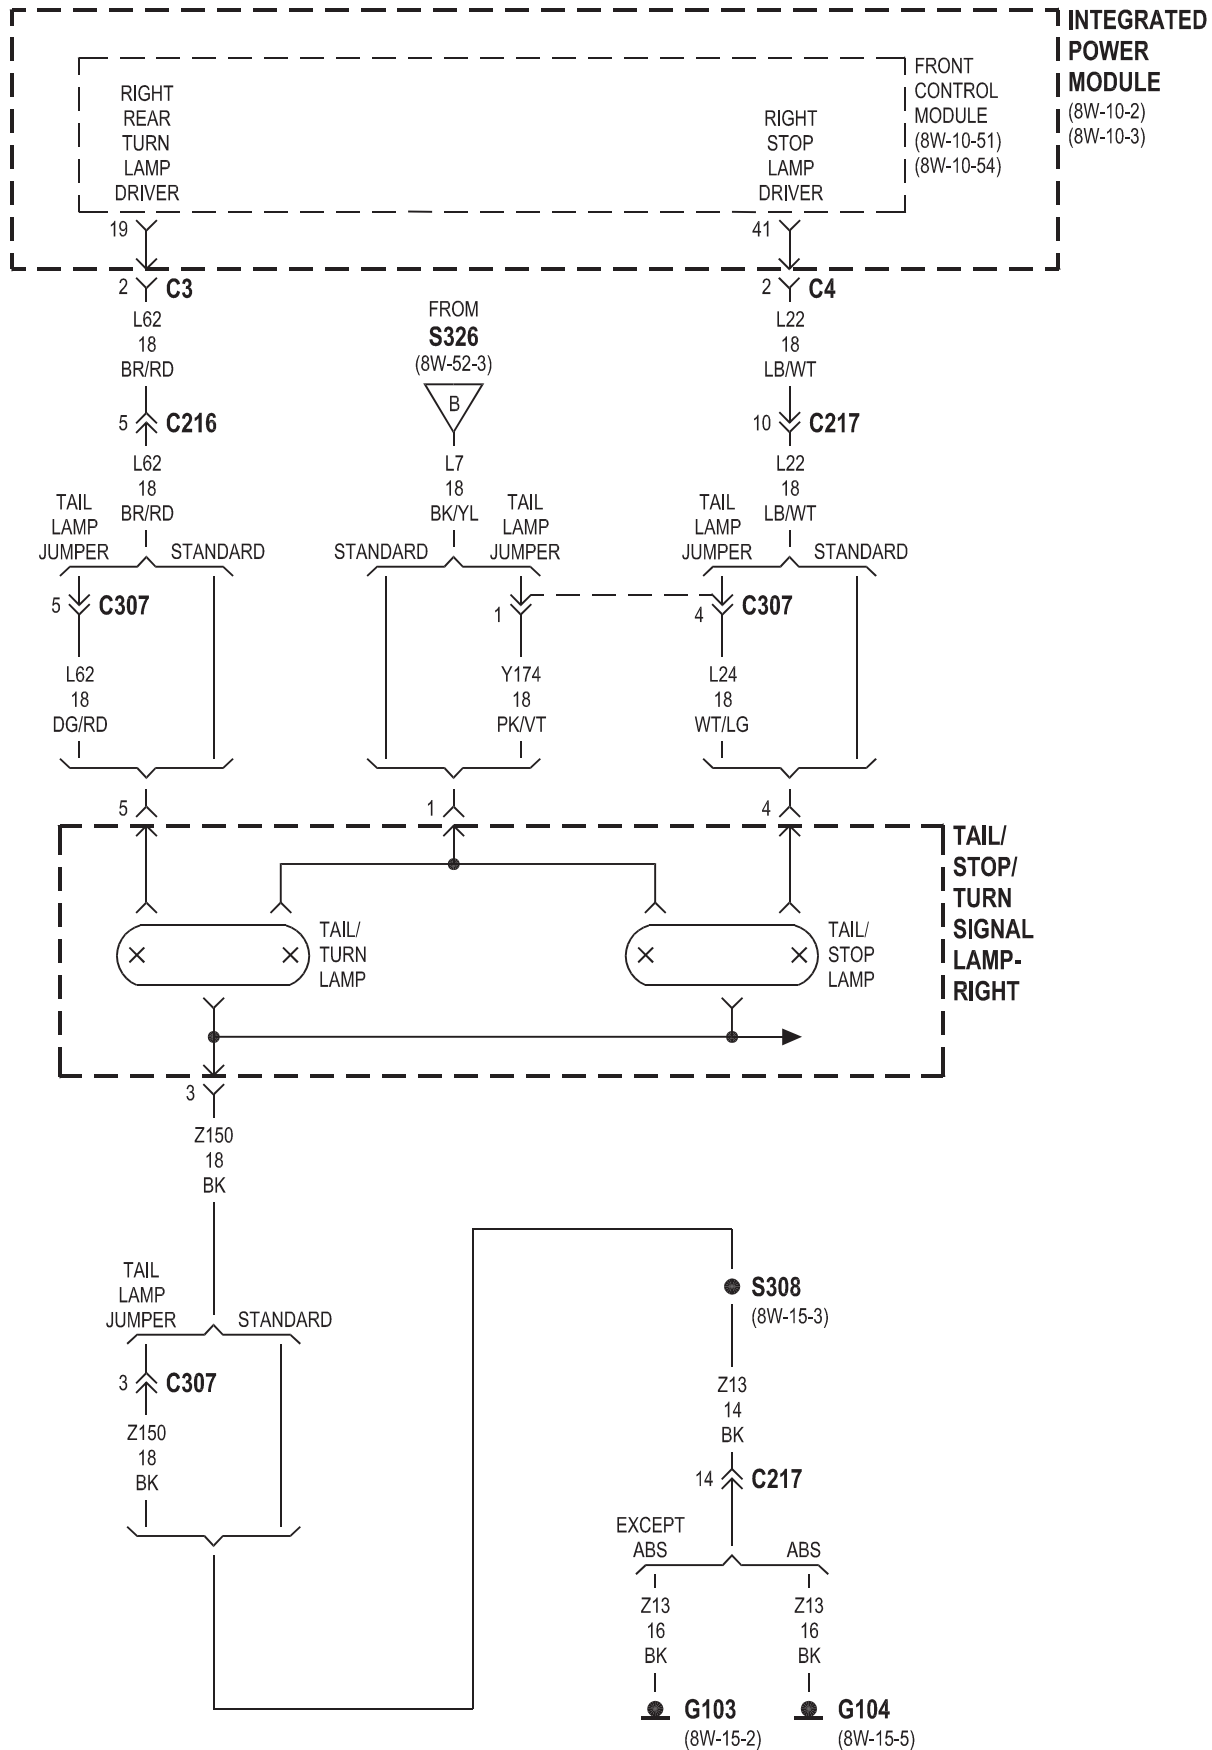 INTEGRATED
POWER
MODULE
(8W-10-2)
(8W-10-3)
FRONT
CONTROL
MODULE
(8W-10-51)
(8W-10-54)
RIGHT
REAR
TURN
LAMP
DRIVER
RIGHT
STOP
LAMP
DRIVER
19
41
2 C3
2 C4
L62
18
BR/RD
FROM
S326
(8W-52-3)
B
L22
18
LB/WT
5 C216
10 C217
L62
18
BR/RD
L7
18
BK/YL
L22
18
LB/WT
TAIL
LAMP
JUMPER
STANDARD
STANDARD
TAIL
LAMP
JUMPER
TAIL
LAMP
JUMPER
STANDARD
5 C307
1
4 C307
L62
18
DG/RD
Y174
18
PK/VT
L24
18
WT/LG
5
1
4
TAIL/
STOP/
TURN
SIGNAL
LAMP-
RIGHT
TAIL/
TURN
LAMP
TAIL/
STOP
LAMP
3
Z150
18
BK
TAIL
LAMP
JUMPER
STANDARD
3 C307
Z150
18
BK
S308
(8W-15-3)
Z13
14
BK
14 C217
EXCEPT
ABS
ABS
Z13
16
BK
Z13
16
BK
G103
(8W-15-2)
G104
(8W-15-5)